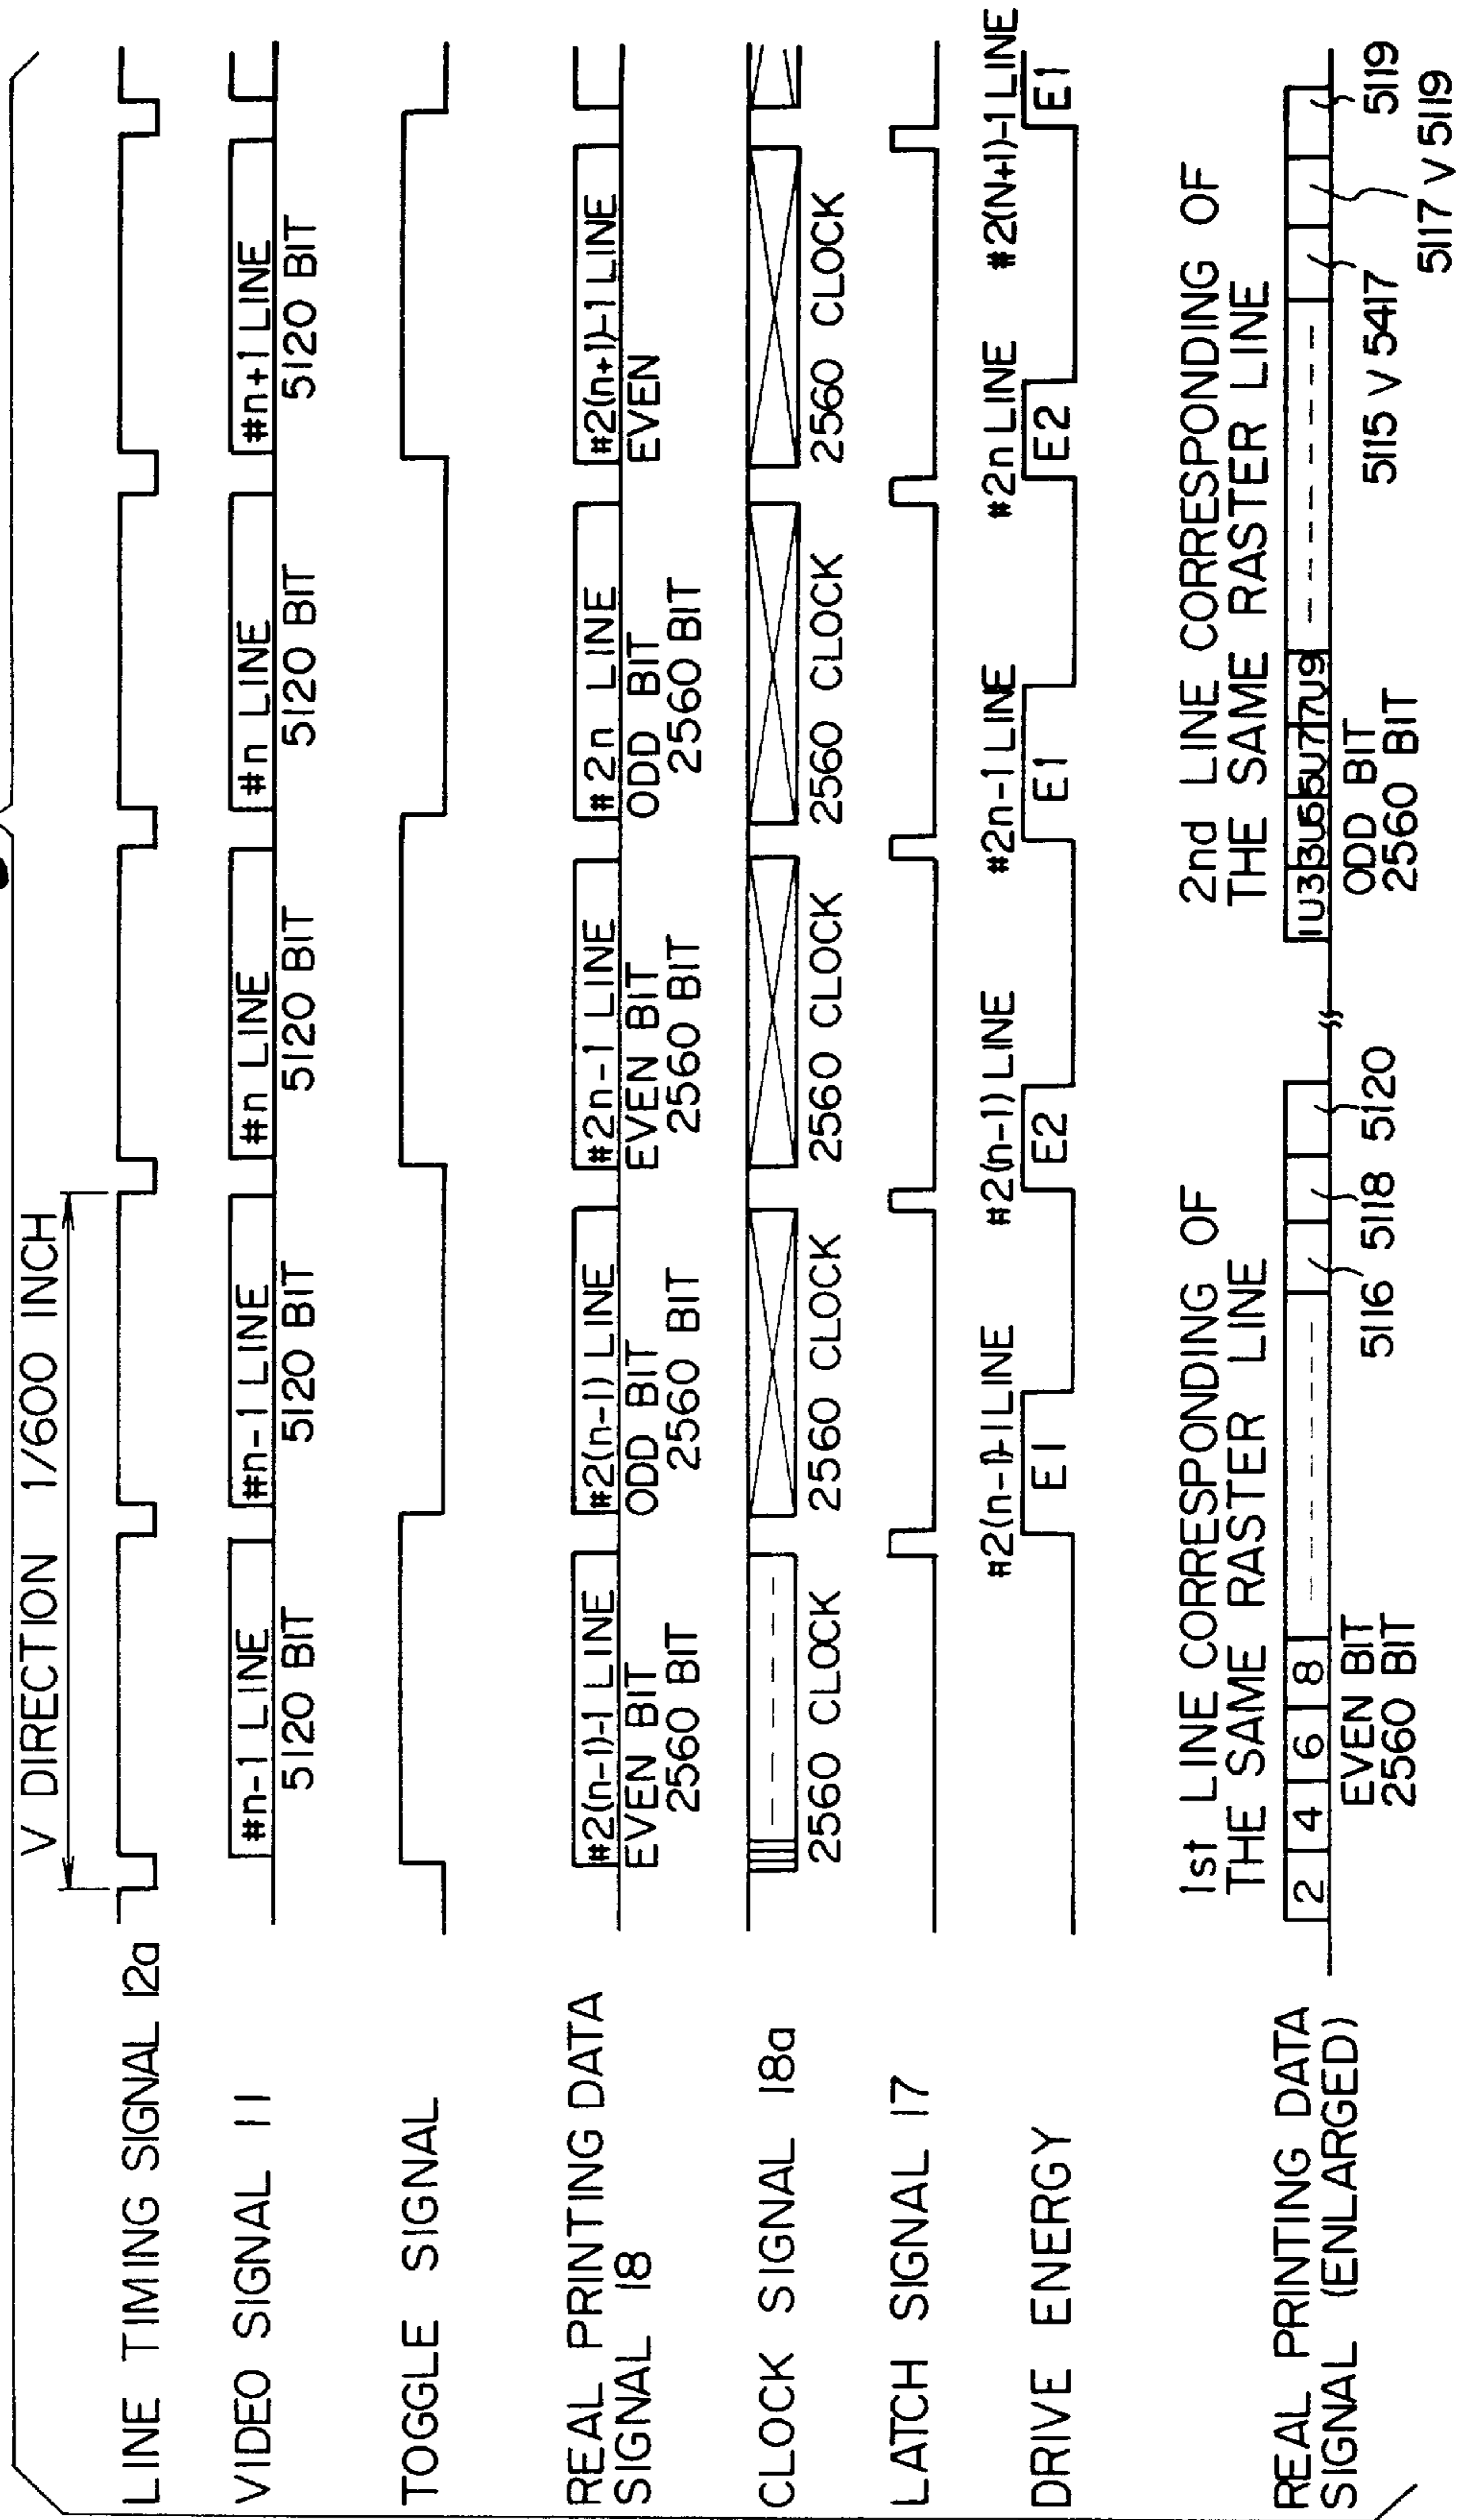 V DIRECTION 1/600 INCH
LINE TIMING SIGNAL 12a
VIDEO SIGNAL 11
#n-1 LINE
5120 BIT
#n-1 LINE
5120 BIT
#n LINE
5120 BIT
#n LINE
5120 BIT
#n+1 LINE
5120 BIT
TOGGLE SIGNAL
REAL PRINTING DATA
SIGNAL 18
#2(n-1)-1 LINE
EVEN BIT
2560 BIT
#2(n-1) LINE
ODD BIT
2560 BIT
#2n-1 LINE
EVEN BIT
2560 BIT
#2n LINE
ODD BIT
2560 BIT
#2(n+1)-1 LINE
EVEN
CLOCK SIGNAL 18a
2560 CLOCK
2560 CLOCK
2560 CLOCK
2560 CLOCK
2560 CLOCK
LATCH SIGNAL 17
DRIVE ENERGY
#2(n-1)-1 LINE
E1
#2(n-1) LINE
E2
#2n-1 LINE
E1
#2n LINE
E2
#2(N+1)-1 LINE
E1
REAL PRINTING DATA
SIGNAL (ENLARGED)
1st LINE CORRESPONDING OF
THE SAME RASTER LINE
2 4 6 8
EVEN BIT
2560 BIT
5116 5118 5120
2nd LINE CORRESPONDING OF
THE SAME RASTER LINE
1U3 3U5 5U7 7U9
ODD BIT
2560 BIT
5115 V 5417
5117 V 5119
5119